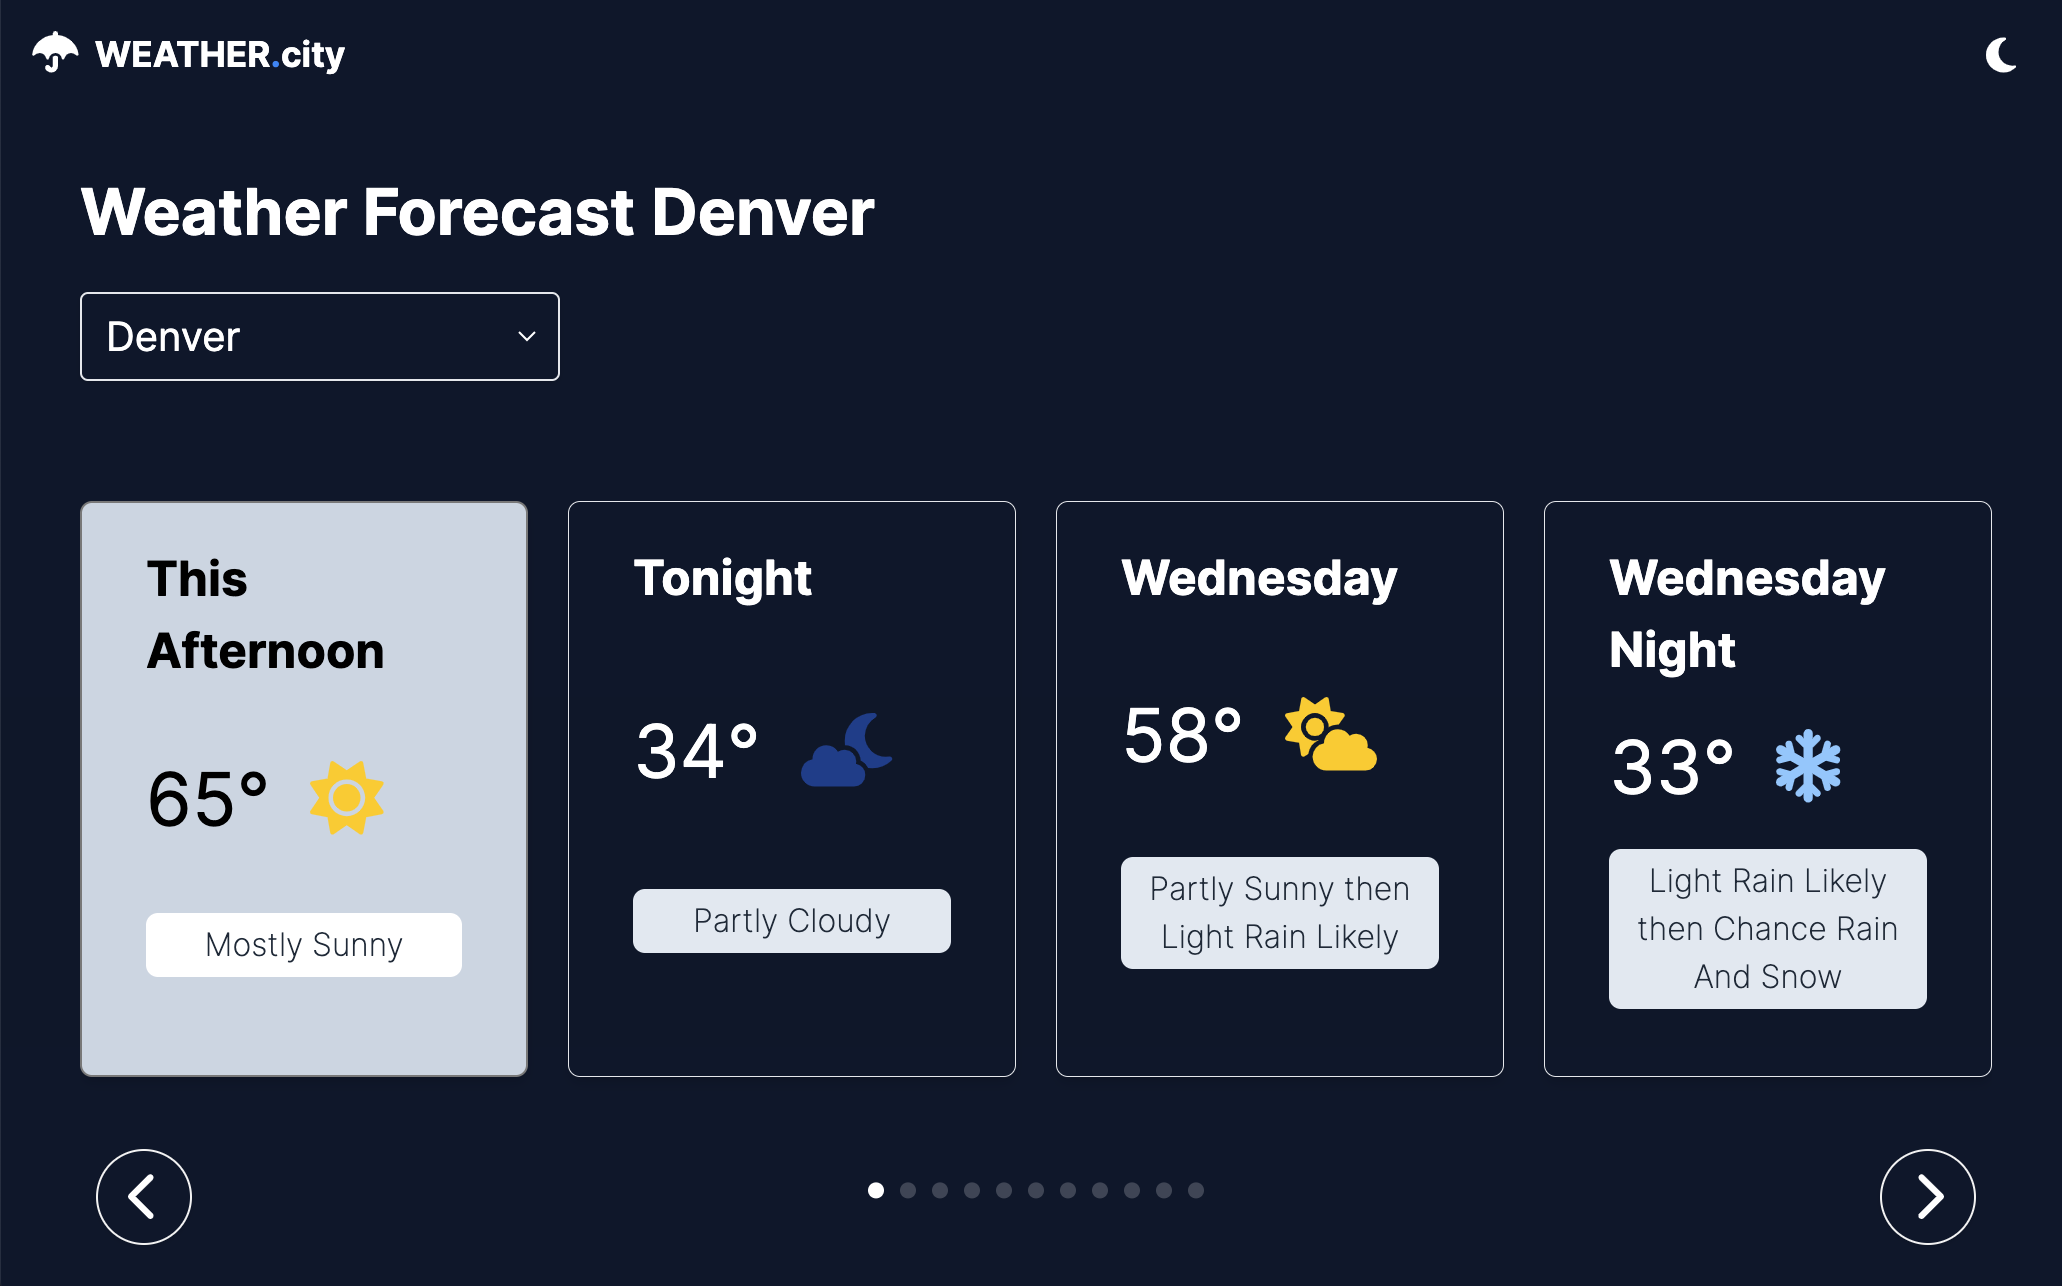 WEATHER.city
Weather Forecast Denver
Denver
This
Afternoon
65°
Mostly Sunny
Tonight
34°
Partly Cloudy
Wednesday
58°
Partly Sunny then
Light Rain Likely
Wednesday
Night
33°
Light Rain Likely
then Chance Rain
And Snow